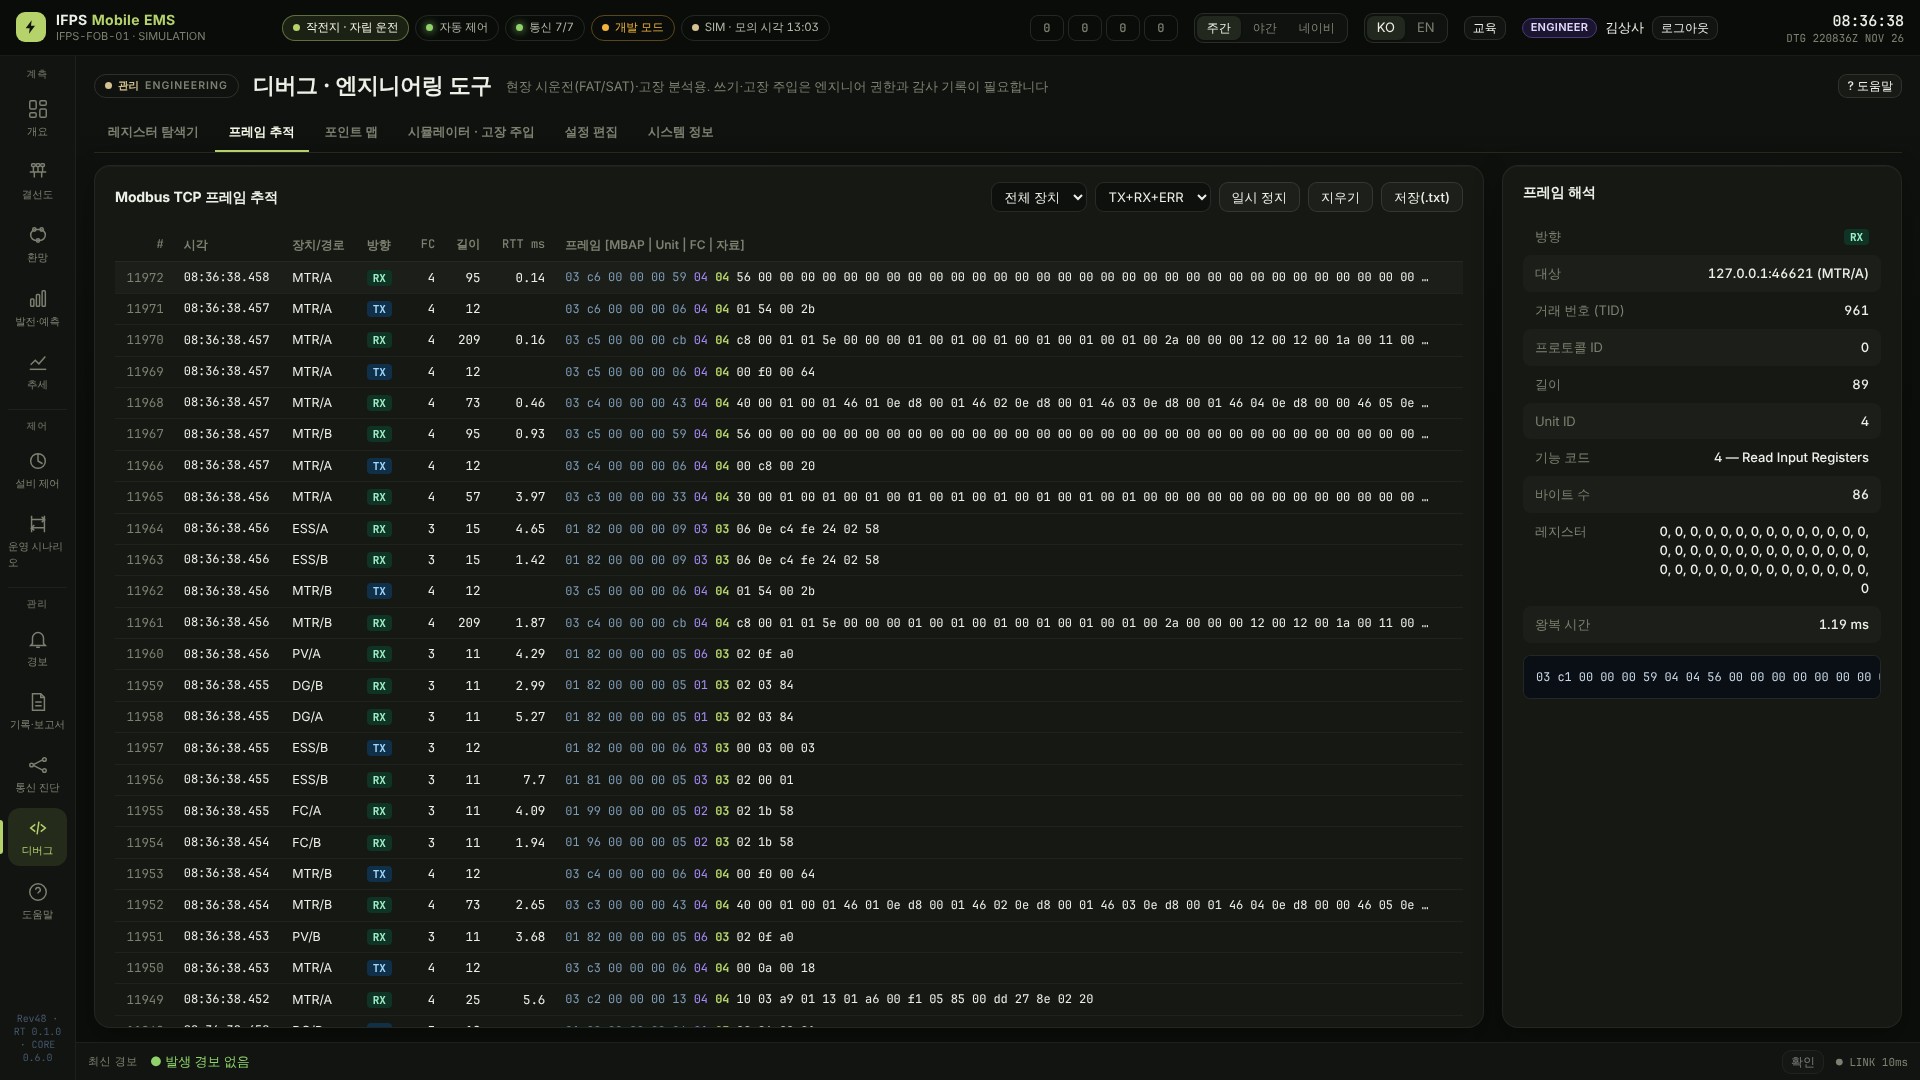 IFPS Mobile EMS
IFPS-FOB-01 · SIMULATION
작전지 · 자립 운전
자동 제어
통신 7/7
개발 모드
SIM · 모의 시각 13:03
0 0 0 0
주간 야간 네이비
KO EN
교육
ENGINEER 김상사 로그아웃
08:36:38
DTG 220836Z NOV 26
계측
개요
결선도
환망
발전·예측
추세
제어
설비 제어
운영 시나리
오
관리
경보
기록·보고서
통신 진단
디버그
도움말
Rev48 ·
RT 0.1.0
· CORE
0.6.0
관리 ENGINEERING
디버그 · 엔지니어링 도구
현장 시운전(FAT/SAT)·고장 분석용. 쓰기·고장 주입은 엔지니어 권한과 감사 기록이 필요합니다
? 도움말
레지스터 탐색기 프레임 추적 포인트 맵 시뮬레이터 · 고장 주입 설정 편집 시스템 정보
Modbus TCP 프레임 추적
전체 장치 TX+RX+ERR 일시 정지 지우기 저장(.txt)
# 시각 장치/경로 방향 FC 길이 RTT ms 프레임 [MBAP | Unit | FC | 자료]
11972 08:36:38.458 MTR/A RX 4 95 0.14 03 c6 00 00 00 59 04 04 56 00 00 00 00 00 00 00 00 00 00 00 00 00 00 00 00 00 00 00 00 00 00 00 00 00 00 00 00 00 00 00 …
11971 08:36:38.457 MTR/A TX 4 12 03 c6 00 00 00 06 04 04 01 54 00 2b
11970 08:36:38.457 MTR/A RX 4 209 0.16 03 c5 00 00 00 cb 04 04 c8 00 01 01 5e 00 00 00 01 00 01 00 01 00 01 00 01 00 01 00 2a 00 00 00 12 00 12 00 1a 00 11 00 …
11969 08:36:38.457 MTR/A TX 4 12 03 c5 00 00 00 06 04 04 00 f0 00 64
11968 08:36:38.457 MTR/A RX 4 73 0.46 03 c4 00 00 00 43 04 04 40 00 01 00 01 46 01 0e d8 00 01 46 02 0e d8 00 01 46 03 0e d8 00 01 46 04 0e d8 00 00 46 05 0e …
11967 08:36:38.457 MTR/B RX 4 95 0.93 03 c5 00 00 00 59 04 04 56 00 00 00 00 00 00 00 00 00 00 00 00 00 00 00 00 00 00 00 00 00 00 00 00 00 00 00 00 00 00 00 …
11966 08:36:38.457 MTR/A TX 4 12 03 c4 00 00 00 06 04 04 00 c8 00 20
11965 08:36:38.456 MTR/A RX 4 57 3.97 03 c3 00 00 00 33 04 04 30 00 01 00 01 00 01 00 01 00 01 00 01 00 01 00 01 00 01 00 00 00 00 00 00 00 00 00 00 00 00 00 …
11964 08:36:38.456 ESS/A RX 3 15 4.65 01 82 00 00 00 09 03 03 06 0e c4 fe 24 02 58
11963 08:36:38.456 ESS/B RX 3 15 1.42 01 82 00 00 00 09 03 03 06 0e c4 fe 24 02 58
11962 08:36:38.456 MTR/B TX 4 12 03 c5 00 00 00 06 04 04 01 54 00 2b
11961 08:36:38.456 MTR/B RX 4 209 1.87 03 c4 00 00 00 cb 04 04 c8 00 01 01 5e 00 00 00 01 00 01 00 01 00 01 00 01 00 01 00 2a 00 00 00 12 00 12 00 1a 00 11 00 …
11960 08:36:38.456 PV/A RX 3 11 4.29 01 82 00 00 00 05 06 03 02 0f a0
11959 08:36:38.455 DG/B RX 3 11 2.99 01 82 00 00 00 05 01 03 02 03 84
11958 08:36:38.455 DG/A RX 3 11 5.27 01 82 00 00 00 05 01 03 02 03 84
11957 08:36:38.455 ESS/B TX 3 12 01 82 00 00 00 06 03 03 00 03 00 03
11956 08:36:38.455 ESS/B RX 3 11 7.7 01 81 00 00 00 05 03 03 02 00 01
11955 08:36:38.455 FC/A RX 3 11 4.09 01 99 00 00 00 05 02 03 02 1b 58
11954 08:36:38.454 FC/B RX 3 11 1.94 01 96 00 00 00 05 02 03 02 1b 58
11953 08:36:38.454 MTR/B TX 4 12 03 c4 00 00 00 06 04 04 00 f0 00 64
11952 08:36:38.454 MTR/B RX 4 73 2.65 03 c3 00 00 00 43 04 04 40 00 01 00 01 46 01 0e d8 00 01 46 02 0e d8 00 01 46 03 0e d8 00 01 46 04 0e d8 00 00 46 05 0e …
11951 08:36:38.453 PV/B RX 3 11 3.68 01 82 00 00 00 05 06 03 02 0f a0
11950 08:36:38.453 MTR/A TX 4 12 03 c3 00 00 00 06 04 04 00 0a 00 18
11949 08:36:38.452 MTR/A RX 4 25 5.6 03 c2 00 00 00 13 04 04 10 03 a9 01 13 01 a6 00 f1 05 85 00 dd 27 8e 02 20
프레임 해석
방향 RX
대상 127.0.0.1:46621 (MTR/A)
거래 번호 (TID) 961
프로토콜 ID 0
길이 89
Unit ID 4
기능 코드 4 — Read Input Registers
바이트 수 86
레지스터 0, 0, 0, 0, 0, 0, 0, 0, 0, 0, 0, 0, 0, 0,
0, 0, 0, 0, 0, 0, 0, 0, 0, 0, 0, 0, 0, 0,
0, 0, 0, 0, 0, 0, 0, 0, 0, 0, 0, 0, 0, 0,
0
왕복 시간 1.19 ms
03 c1 00 00 00 59 04 04 56 00 00 00 00 00 00 00
최신 경보 발생 경보 없음
확인 LINK 10ms